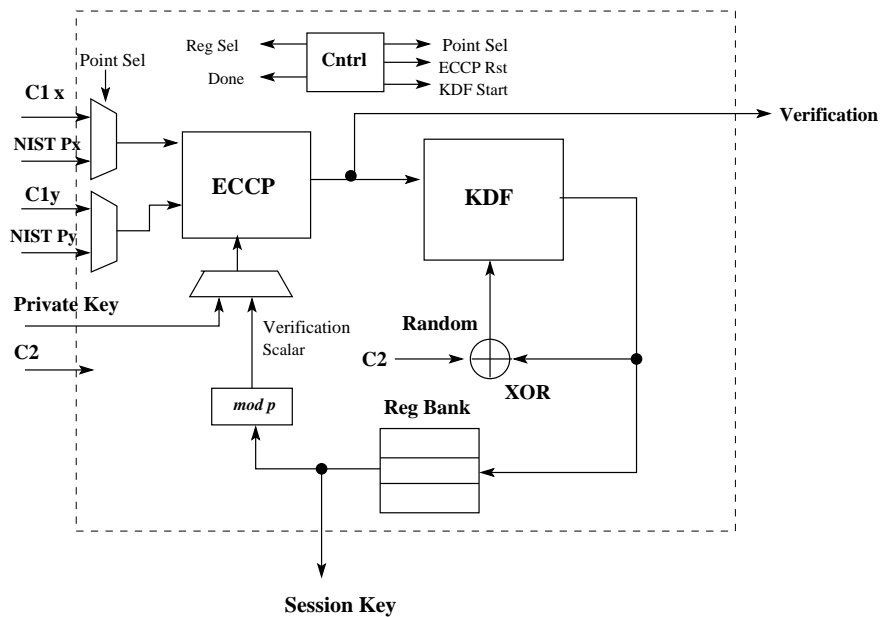 Reg Sel
Cntrl
Point Sel
Point Sel
ECCP Rst
Done
KDF Start
C1 x
Verification
NIST Px
ECCP
KDF
C1y
NIST Py
Private Key
Random
Verification
Scalar
C2
C2
XOR
mod p
Reg Bank
Session Key